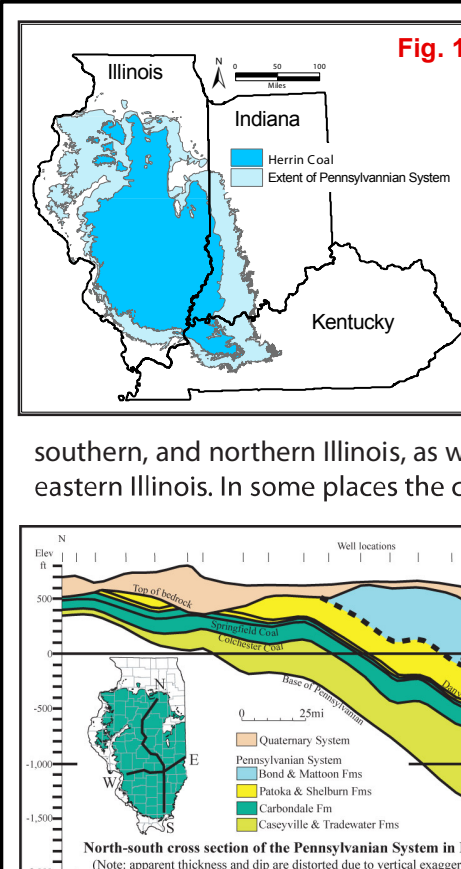 Fig. 1
Illinois
N
0 50 100
Miles
Indiana
Herrin Coal
Extent of Pennsylvannian System
Kentucky
southern, and northern Illinois, as w
eastern Illinois. In some places the c
N
Elev
ft
Well locations
Top of bedrock
500
Springfield Coal
Colchester Coal
0
Base of Pennsylvanian
Dany
-500
-1,000
-1,500
N
E
W
S
0 25mi
Quaternary System
Pennsylvanian System
Bond & Mattoon Fms
Patoka & Shelburn Fms
Carbondale Fm
Caseyville & Tradewater Fms
North-south cross section of the Pennsylvanian System in I
(Note: apparent thickness and dip are distorted due to vertical exagger